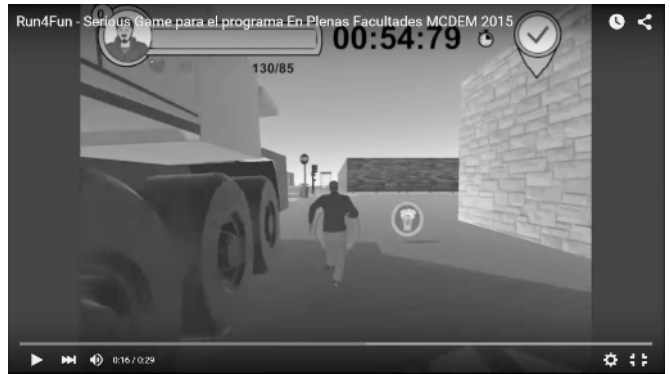 Run4Fun - Serious Game para el programa En Plenas Facultades MCDEM 2015
00:54:79
130/85
0:16 / 0:29